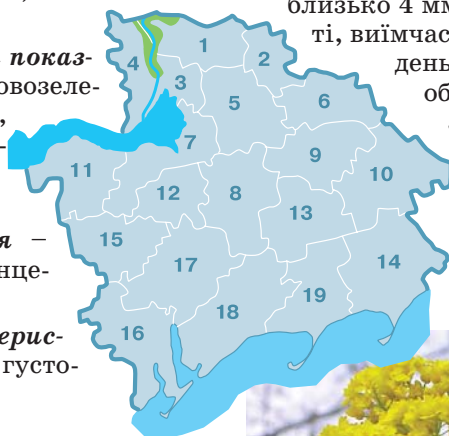 показ-
овозеле-
,
-
я –
нце-
ерис-
густо-
близько 4 мм
ті, виїмчас
день
об
1
2
4
3
5
6
7
9
10
11
12
8
13
15
17
14
19
18
16